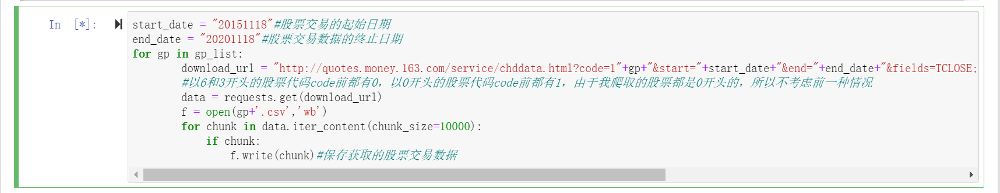 In [*]:
start_date = "20151118"#股票交易的起始日期
end_date = "20201118"#股票交易数据的终止日期
for gp in gp_list:
        download_url = "http://quotes.money.163.com/service/chddata.html?code=1"+gp+"&start="+start_date+"&end="+end_date+"&fields=TCLOSE;
        #以6和3开头的股票代码code前都有0，以0开头的股票代码code前都有1，由于我爬取的股票都是0开头的，所以不考虑前一种情况
        data = requests.get(download_url)
        f = open(gp+'.csv','wb')
        for chunk in data.iter_content(chunk_size=10000):
            if chunk:
                f.write(chunk)#保存获取的股票交易数据